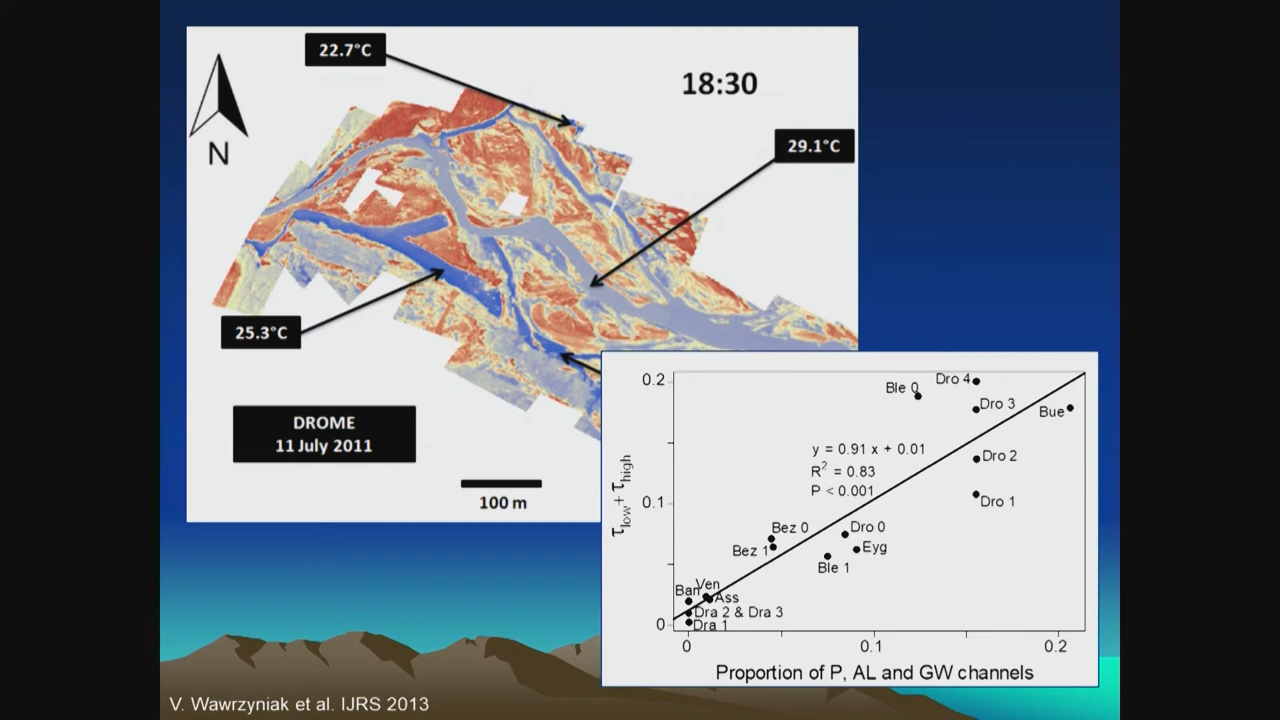 22.7°C
18:30
N
29.1°C
25.3°C
DROME
11 July 2011
100 m
0.2
0.1
0
τlow + τhigh
y = 0.91 x + 0.01
R² = 0.83
P < 0.001
Ble 0
Dro 4
Dro 3
Bue
Dro 2
Dro 1
Bez 0
Bez 1
Dro 0
Eyg
Ble 1
Ven
Ban
Ass
Dra 2 & Dra 3
Dra 1
0
0.1
0.2
Proportion of P, AL and GW channels
V. Wawrzyniak et al. IJRS 2013